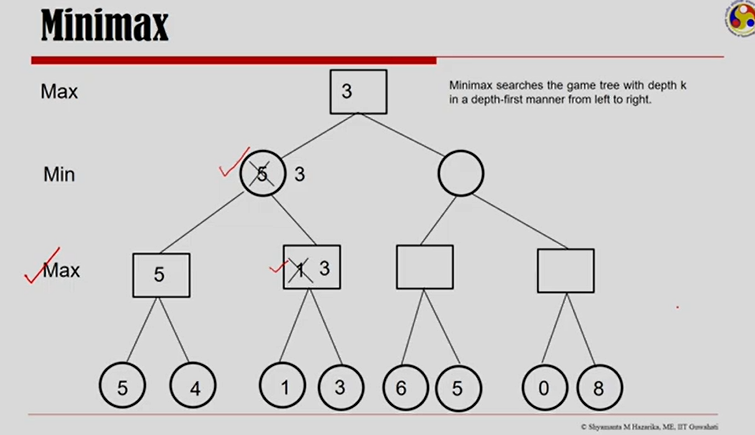 Minimax
Max
3
Minimax searches the game tree with depth k
in a depth-first manner from left to right.
Min
5 3
Max
5
1 3
5 4 1 3 6 5 0 8
© Shyamanta M Hazarika, ME, IIT Guwahati